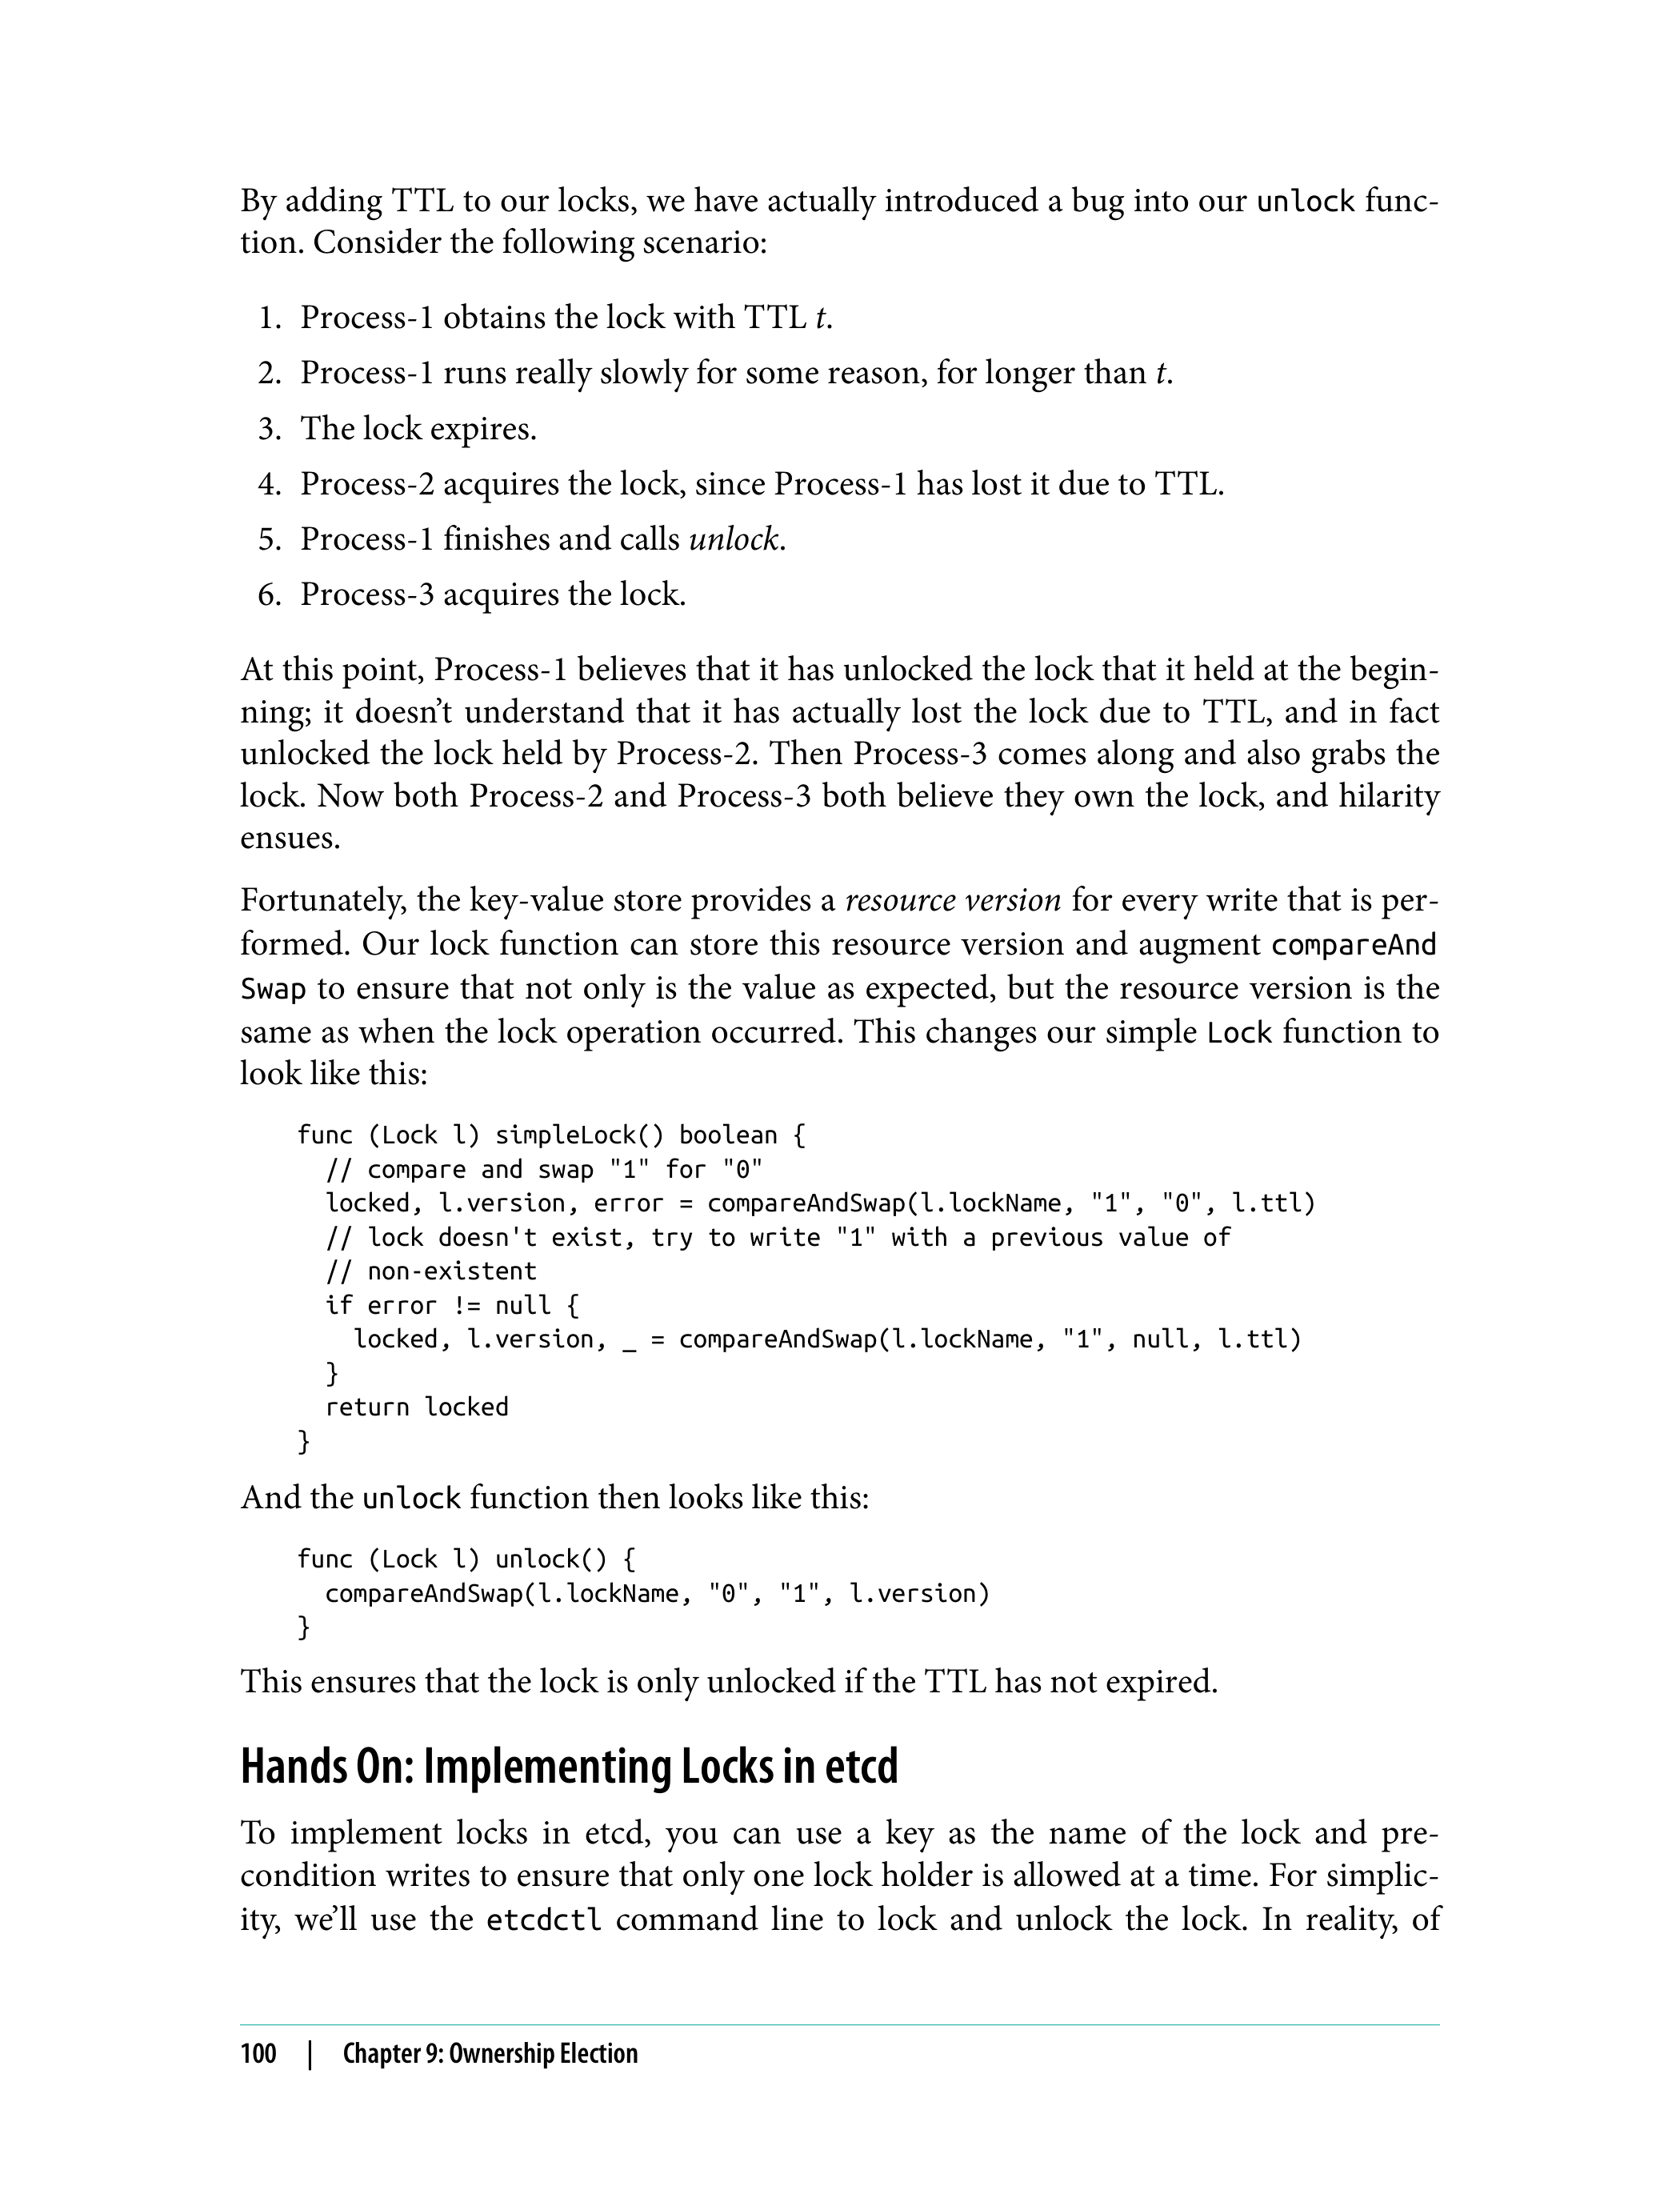 By adding TTL to our locks, we have actually introduced a bug into our unlock func-
tion. Consider the following scenario:
1. Process-1 obtains the lock with TTL t.
2. Process-1 runs really slowly for some reason, for longer than t.
3. The lock expires.
4. Process-2 acquires the lock, since Process-1 has lost it due to TTL.
5. Process-1 finishes and calls unlock.
6. Process-3 acquires the lock.
At this point, Process-1 believes that it has unlocked the lock that it held at the begin-
ning; it doesn’t understand that it has actually lost the lock due to TTL, and in fact
unlocked the lock held by Process-2. Then Process-3 comes along and also grabs the
lock. Now both Process-2 and Process-3 both believe they own the lock, and hilarity
ensues.
Fortunately, the key-value store provides a resource version for every write that is per-
formed. Our lock function can store this resource version and augment compareAnd
Swap to ensure that not only is the value as expected, but the resource version is the
same as when the lock operation occurred. This changes our simple Lock function to
look like this:
func (Lock l) simpleLock() boolean {
  // compare and swap "1" for "0"
  locked, l.version, error = compareAndSwap(l.lockName, "1", "0", l.ttl)
  // lock doesn't exist, try to write "1" with a previous value of
  // non-existent
  if error != null {
    locked, l.version, _ = compareAndSwap(l.lockName, "1", null, l.ttl)
  }
  return locked
}
And the unlock function then looks like this:
func (Lock l) unlock() {
  compareAndSwap(l.lockName, "0", "1", l.version)
}
This ensures that the lock is only unlocked if the TTL has not expired.
Hands On: Implementing Locks in etcd
To implement locks in etcd, you can use a key as the name of the lock and pre-
condition writes to ensure that only one lock holder is allowed at a time. For simplic-
ity, we’ll use the etcdctl command line to lock and unlock the lock. In reality, of
100 | Chapter 9: Ownership Election